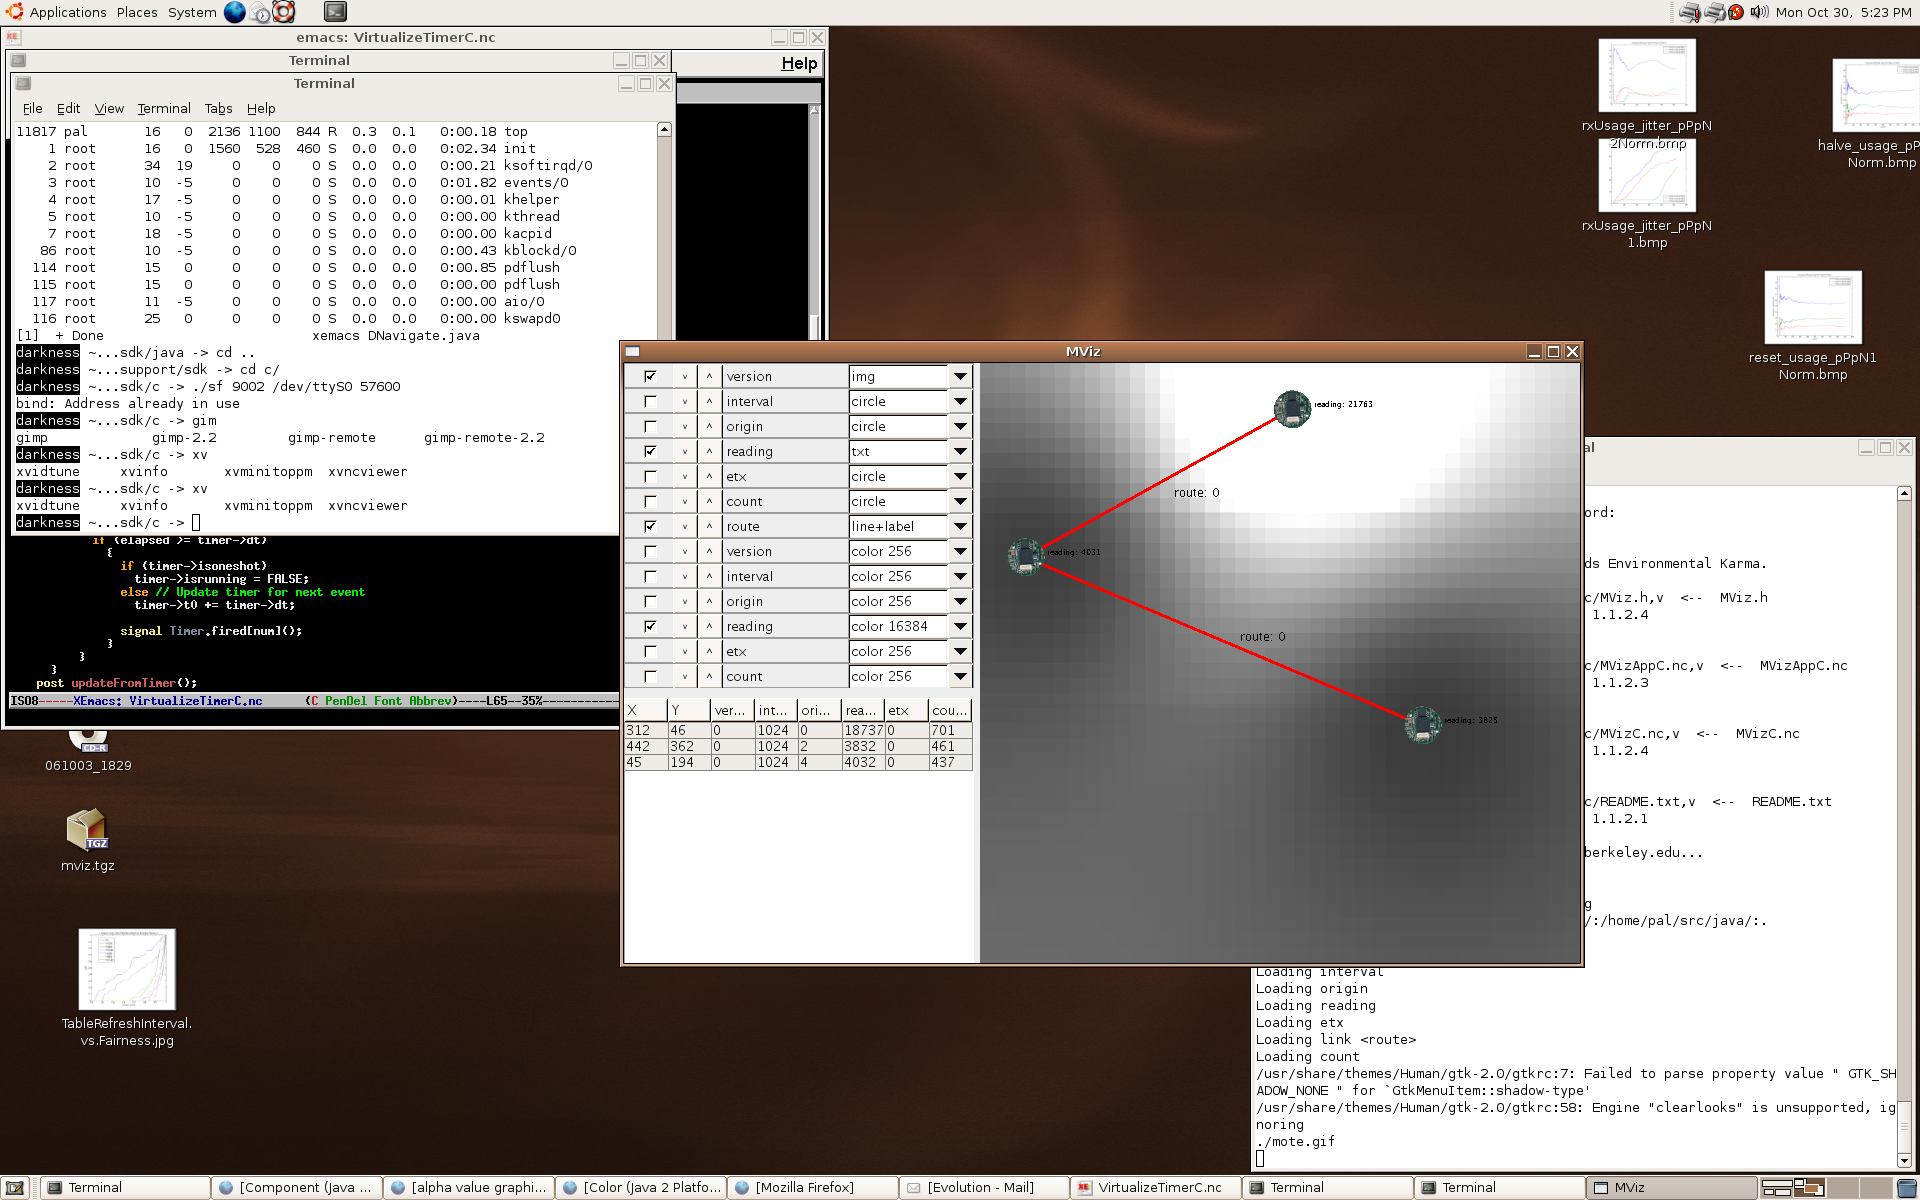 Applications Places System
Mon Oct 30, 5:23 PM
emacs: VirtualizeTimerC.nc
Terminal
Help
Terminal
File Edit View Terminal Tabs Help
11817 pal 16 0 2136 1100 844 R 0.3 0.1 0:00.18 top
1 root 16 0 1560 528 460 S 0.0 0.0 0:02.34 init
2 root 34 19 0 0 0 S 0.0 0.0 0:00.21 ksoftirqd/0
3 root 10 -5 0 0 0 S 0.0 0.0 0:01.82 events/0
4 root 17 -5 0 0 0 S 0.0 0.0 0:00.01 khelper
5 root 10 -5 0 0 0 S 0.0 0.0 0:00.00 kthread
7 root 18 -5 0 0 0 S 0.0 0.0 0:00.00 kacpid
86 root 10 -5 0 0 0 S 0.0 0.0 0:00.43 kblockd/0
114 root 15 0 0 0 0 S 0.0 0.0 0:00.85 pdflush
115 root 15 0 0 0 0 S 0.0 0.0 0:00.00 pdflush
117 root 11 -5 0 0 0 S 0.0 0.0 0:00.00 aio/0
116 root 25 0 0 0 0 S 0.0 0.0 0:00.00 kswapd0
[1] + Done xemacs DNavigate.java
darkness ~...sdk/java -> cd ..
darkness ~...support/sdk -> cd c/
darkness ~...sdk/c -> ./sf 9002 /dev/ttyS0 57600
bind: Address already in use
darkness ~...sdk/c -> gim
gimp gimp-2.2 gimp-remote gimp-remote-2.2
darkness ~...sdk/c -> xv
xvidtune xvinfo xvminitoppm xvncviewer
darkness ~...sdk/c -> xv
xvidtune xvinfo xvminitoppm xvncviewer
darkness ~...sdk/c ->
if (elapsed >= timer->dt)
{
if (timer->isoneshot)
timer->isrunning = FALSE;
else // Update timer for next event
timer->t0 += timer->dt;
signal Timer.fired[num]();
}
}
}
post updateFromTimer();
ISO8-----XEmacs: VirtualizeTimerC.nc (C PenDel Font Abbrev)----L65--35%
rxUsage_jitter_pPpN
2Norm.bmp
halve_usage_pP
Norm.bmp
rxUsage_jitter_pPpN
1.bmp
reset_usage_pPpN1
Norm.bmp
CD-R
061003_1829
TGZ
mviz.tgz
TableRefreshInterval.
vs.Fairness.jpg
MViz
v ^ version img
v ^ interval circle
v ^ origin circle
v ^ reading txt
v ^ etx circle
v ^ count circle
v ^ route line+label
v ^ version color 256
v ^ interval color 256
v ^ origin color 256
v ^ reading color 16384
v ^ etx color 256
v ^ count color 256
X Y ver... int... ori... rea... etx cou...
312 46 0 1024 0 18737 0 701
442 362 0 1024 2 3832 0 461
45 194 0 1024 4 4032 0 437
reading: 21763
route: 0
reading: 4031
route: 0
reading: 3825
al
ord:
ds Environmental Karma.
c/MViz.h,v <-- MViz.h
1.1.2.4
c/MVizAppC.nc,v <-- MVizAppC.nc
1.1.2.3
c/MVizC.nc,v <-- MVizC.nc
1.1.2.4
c/README.txt,v <-- README.txt
1.1.2.1
berkeley.edu...
g
/:/home/pal/src/java/:.
Loading interval
Loading origin
Loading reading
Loading etx
Loading link <route>
Loading count
/usr/share/themes/Human/gtk-2.0/gtkrc:7: Failed to parse property value " GTK_SH
ADOW_NONE " for `GtkMenuItem::shadow-type'
/usr/share/themes/Human/gtk-2.0/gtkrc:58: Engine "clearlooks" is unsupported, ig
noring
./mote.gif
Terminal
[Component (Java ...
[alpha value graphi...
[Color (Java 2 Platfo...
[Mozilla Firefox]
[Evolution - Mail]
VirtualizeTimerC.nc
Terminal
Terminal
MViz